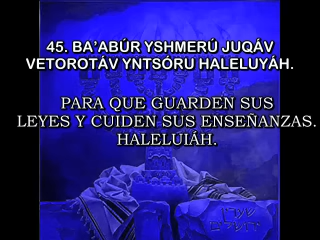 45. BA’ABÚR YSHMERÚ JUQÁV
VETOROTÁV YNTSÓRU HALELUYÁH.
PARA QUE GUARDEN SUS
LEYES Y CUIDEN SUS ENSEÑANZAS.
HALELUIÁH.